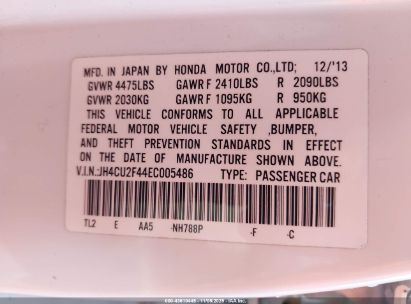 MFD. IN JAPAN BY HONDA MOTOR CO.,LTD; 12/'13
GVWR 4475LBS GAWR F 2410LBS R 2090LBS
GVWR 2030KG GAWR F 1095KG R 950KG
THIS VEHICLE CONFORMS TO ALL APPLICABLE
FEDERAL MOTOR VEHICLE SAFETY ,BUMPER,
AND THEFT PREVENTION STANDARDS IN EFFECT
ON THE DATE OF MANUFACTURE SHOWN ABOVE.
V.I.N.:JH4CU2F44EC005486 TYPE: PASSENGER CAR
TL2 E AA5 -NH788P -F -C